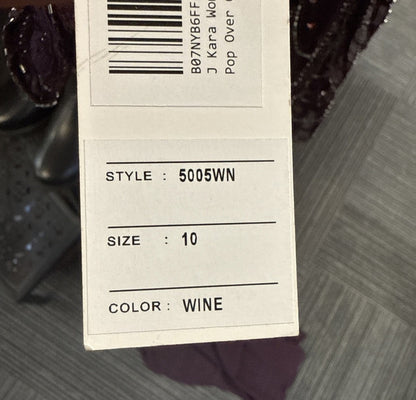 B07NYB6FF
J Kara Wo
Pop Over
STYLE : 5005WN
SIZE : 10
COLOR : WINE